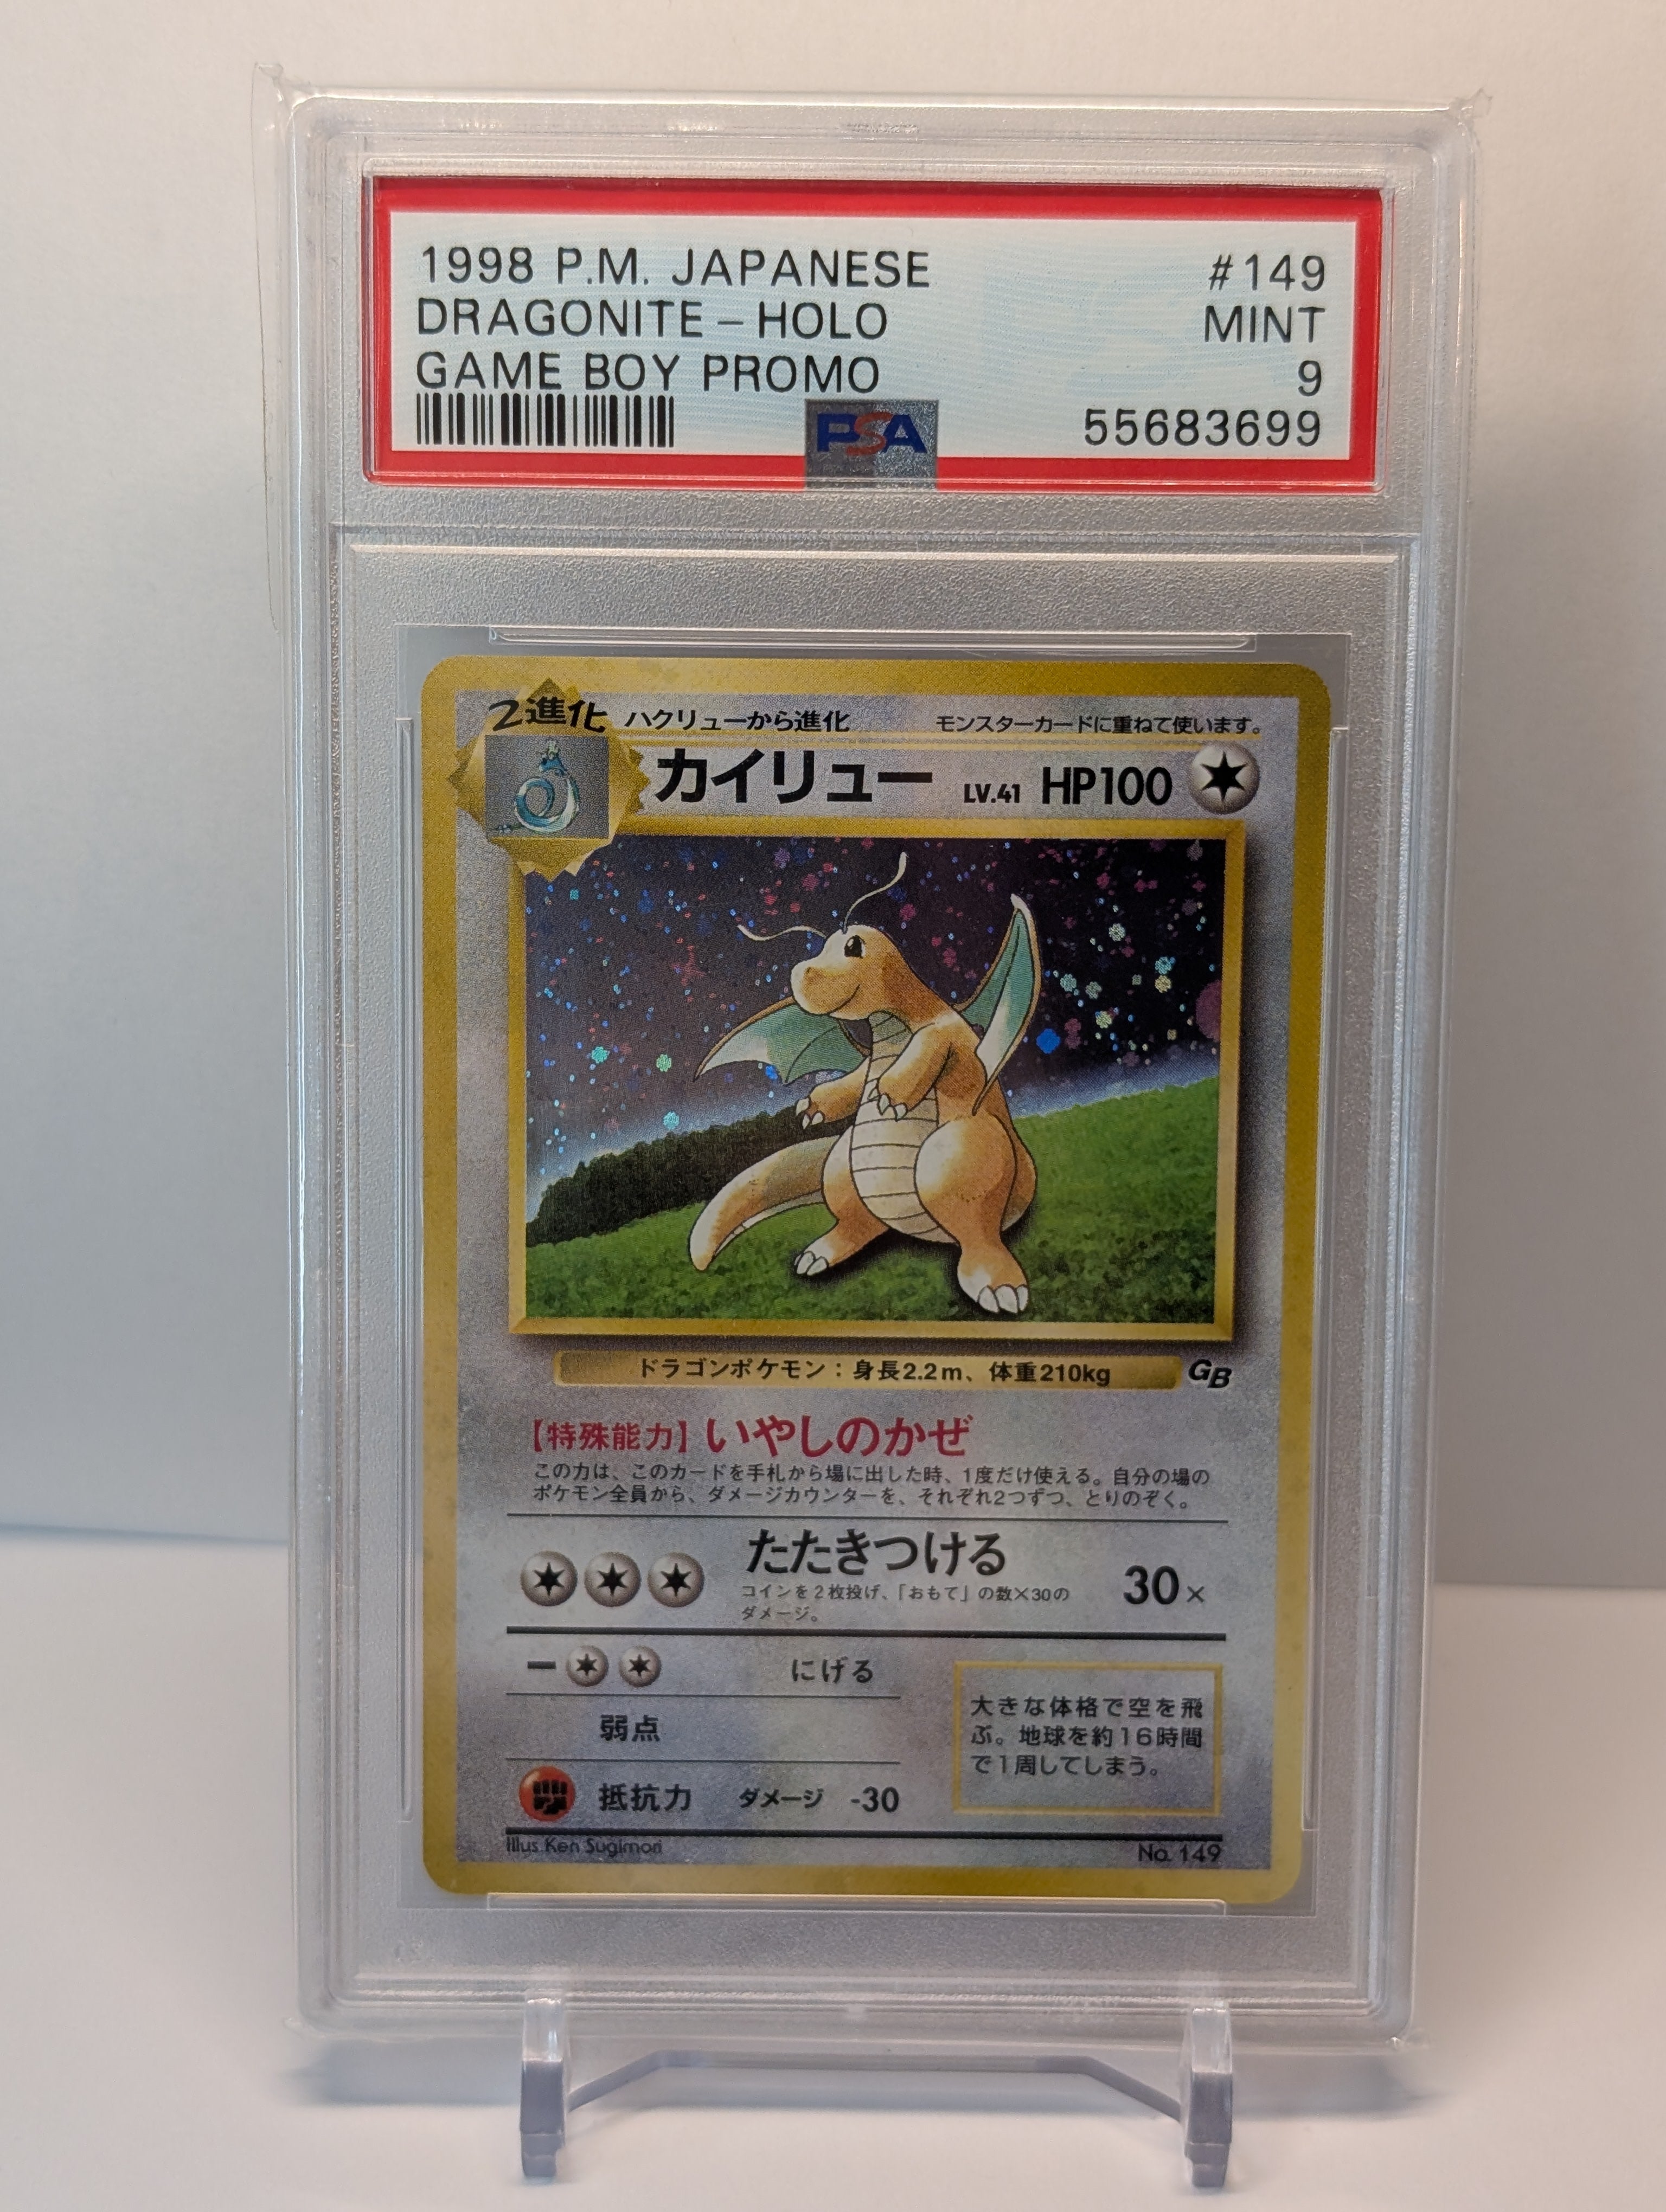 1998 P.M. JAPANESE #149
DRAGONITE – HOLO MINT
GAME BOY PROMO 9
PSA 55683699
2進化 ハクリューから進化 モンスターカードに重ねて使います。
カイリュー LV.41 HP100
ドラゴンポケモン：身長2.2m、体重210kg GB
【特殊能力】いやしのかぜ
この力は、このカードを手札から場に出した時、1度だけ使える。自分の場の
ポケモン全員から、ダメージカウンターを、それぞれ2つずつ、とりのぞく。
たたきつける 30×
コインを2枚投げ、「おもて」の数×30の
ダメージ。
ー にげる
弱点
抵抗力 ダメージ -30
大きな体格で空を飛
ぶ。地球を約16時間
で1周してしまう。
Illus. Ken Sugimori No. 149